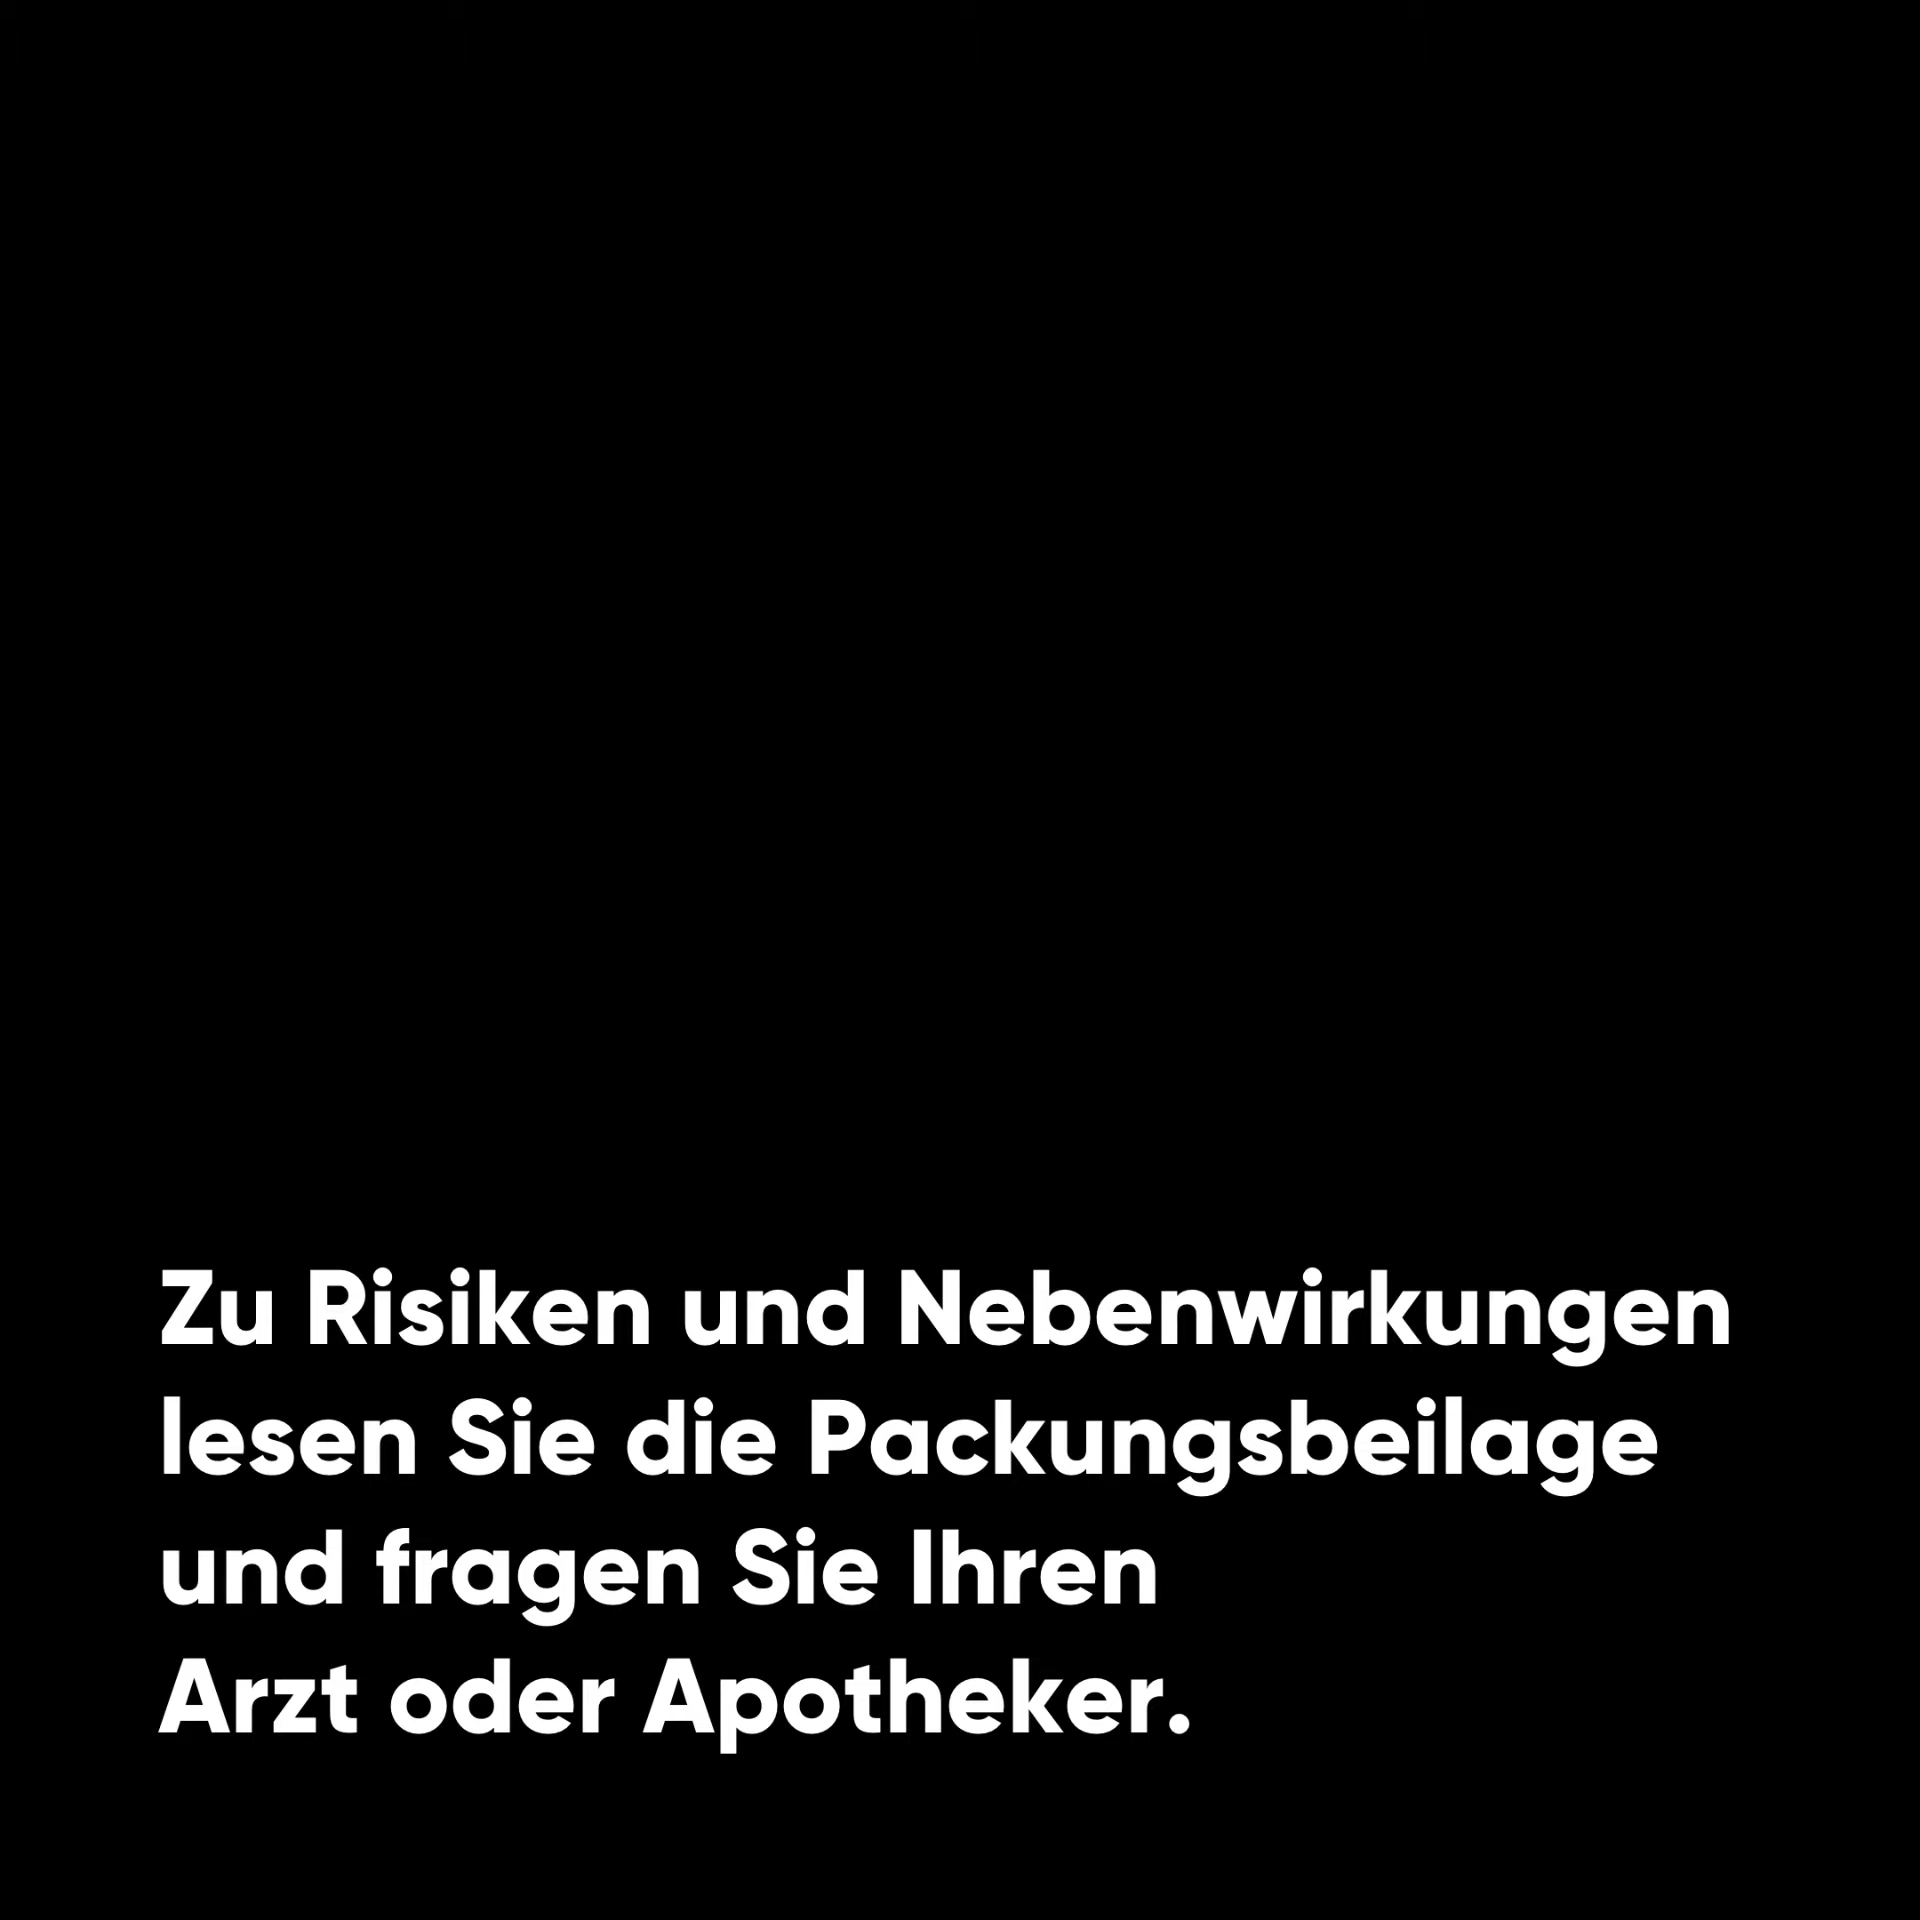 Zu Risiken und Nebenwirkungen
lesen Sie die Packungsbeilage
und fragen Sie Ihren
Arzt oder Apotheker.